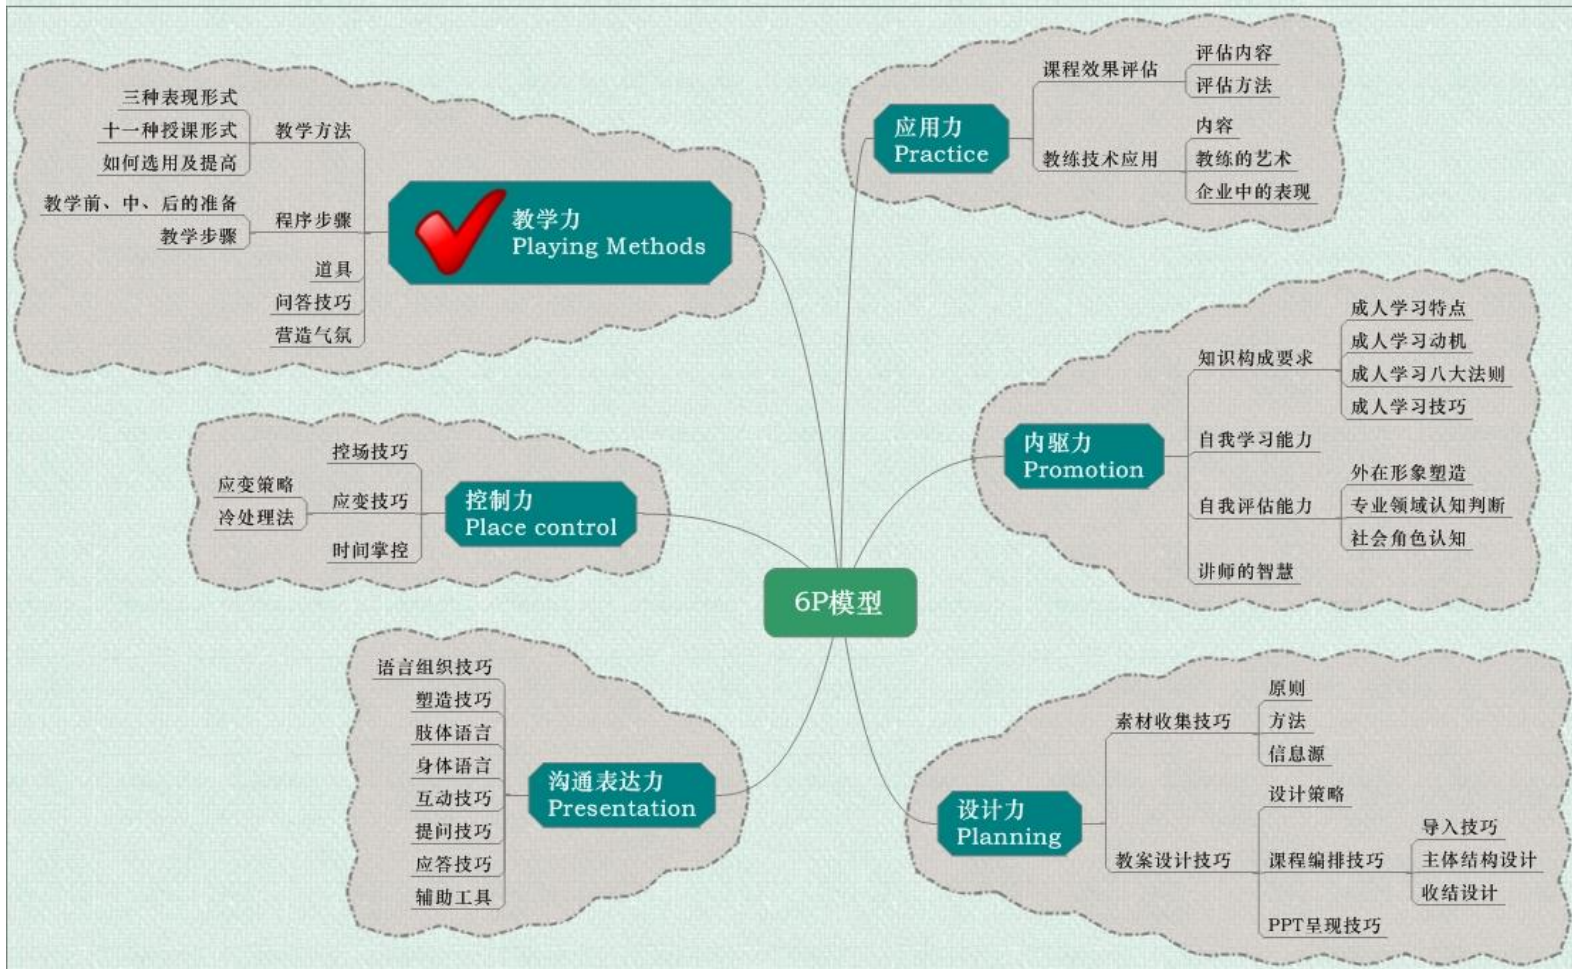 6P模型
应用力
Practice
课程效果评估
评估内容
评估方法
教练技术应用
内容
教练的艺术
企业中的表现
内驱力
Promotion
知识构成要求
成人学习特点
成人学习动机
成人学习八大法则
成人学习技巧
自我学习能力
自我评估能力
外在形象塑造
专业领域认知判断
社会角色认知
讲师的智慧
设计力
Planning
素材收集技巧
原则
方法
信息源
教案设计技巧
设计策略
课程编排技巧
导入技巧
主体结构设计
收结设计
PPT呈现技巧
教学力
Playing Methods
教学方法
三种表现形式
十一种授课形式
如何选用及提高
程序步骤
教学前、中、后的准备
教学步骤
道具
问答技巧
营造气氛
控制力
Place control
控场技巧
应变技巧
应变策略
冷处理法
时间掌控
沟通表达力
Presentation
语言组织技巧
塑造技巧
肢体语言
身体语言
互动技巧
提问技巧
应答技巧
辅助工具